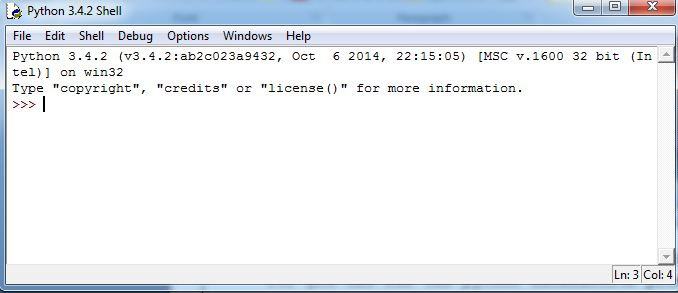 Python 3.4.2 Shell
File Edit Shell Debug Options Windows Help
Python 3.4.2 (v3.4.2:ab2c023a9432, Oct  6 2014, 22:15:05) [MSC v.1600 32 bit (In
tel)] on win32
Type "copyright", "credits" or "license()" for more information.
>>>
Ln: 3 Col: 4